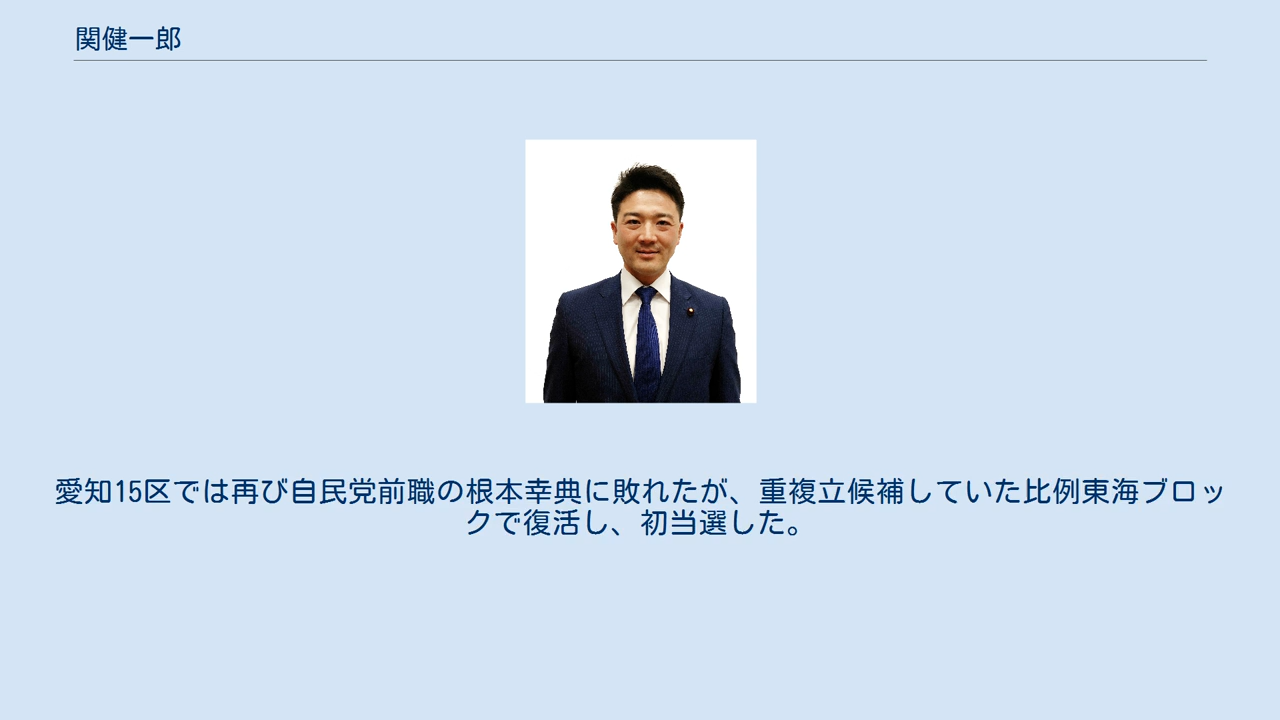 関健一郎
愛知15区では再び自民党前職の根本幸典に敗れたが、重複立候補していた比例東海ブロッ
クで復活し、初当選した。